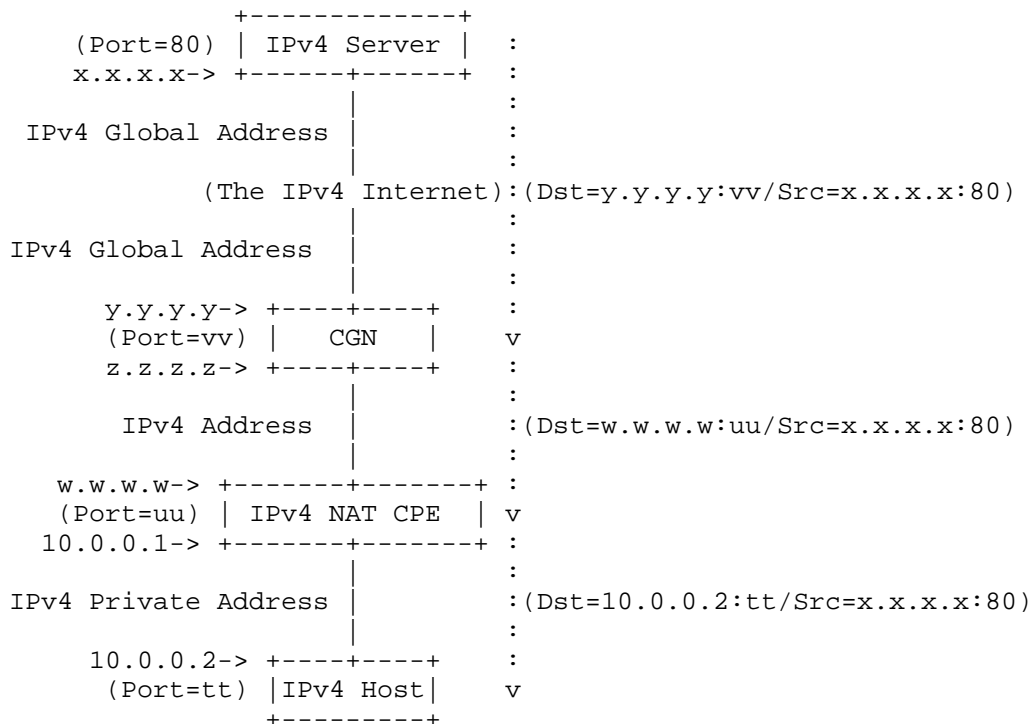 +-------------+
(Port=80) | IPv4 Server | :
x.x.x.x-> +------+------+ :
| :
IPv4 Global Address | :
| :
(The IPv4 Internet):(Dst=y.y.y.y:vv/Src=x.x.x.x:80)
| :
IPv4 Global Address | :
| :
y.y.y.y-> +----+----+ :
(Port=vv) | CGN | v
z.z.z.z-> +----+----+ :
| :
IPv4 Address | :(Dst=w.w.w.w:uu/Src=x.x.x.x:80)
| :
w.w.w.w-> +-------+-------+ :
(Port=uu) | IPv4 NAT CPE | v
10.0.0.1-> +-------+-------+ :
| :
IPv4 Private Address | :(Dst=10.0.0.2:tt/Src=x.x.x.x:80)
| :
10.0.0.2-> +----+----+ :
(Port=tt) |IPv4 Host| v
+---------+